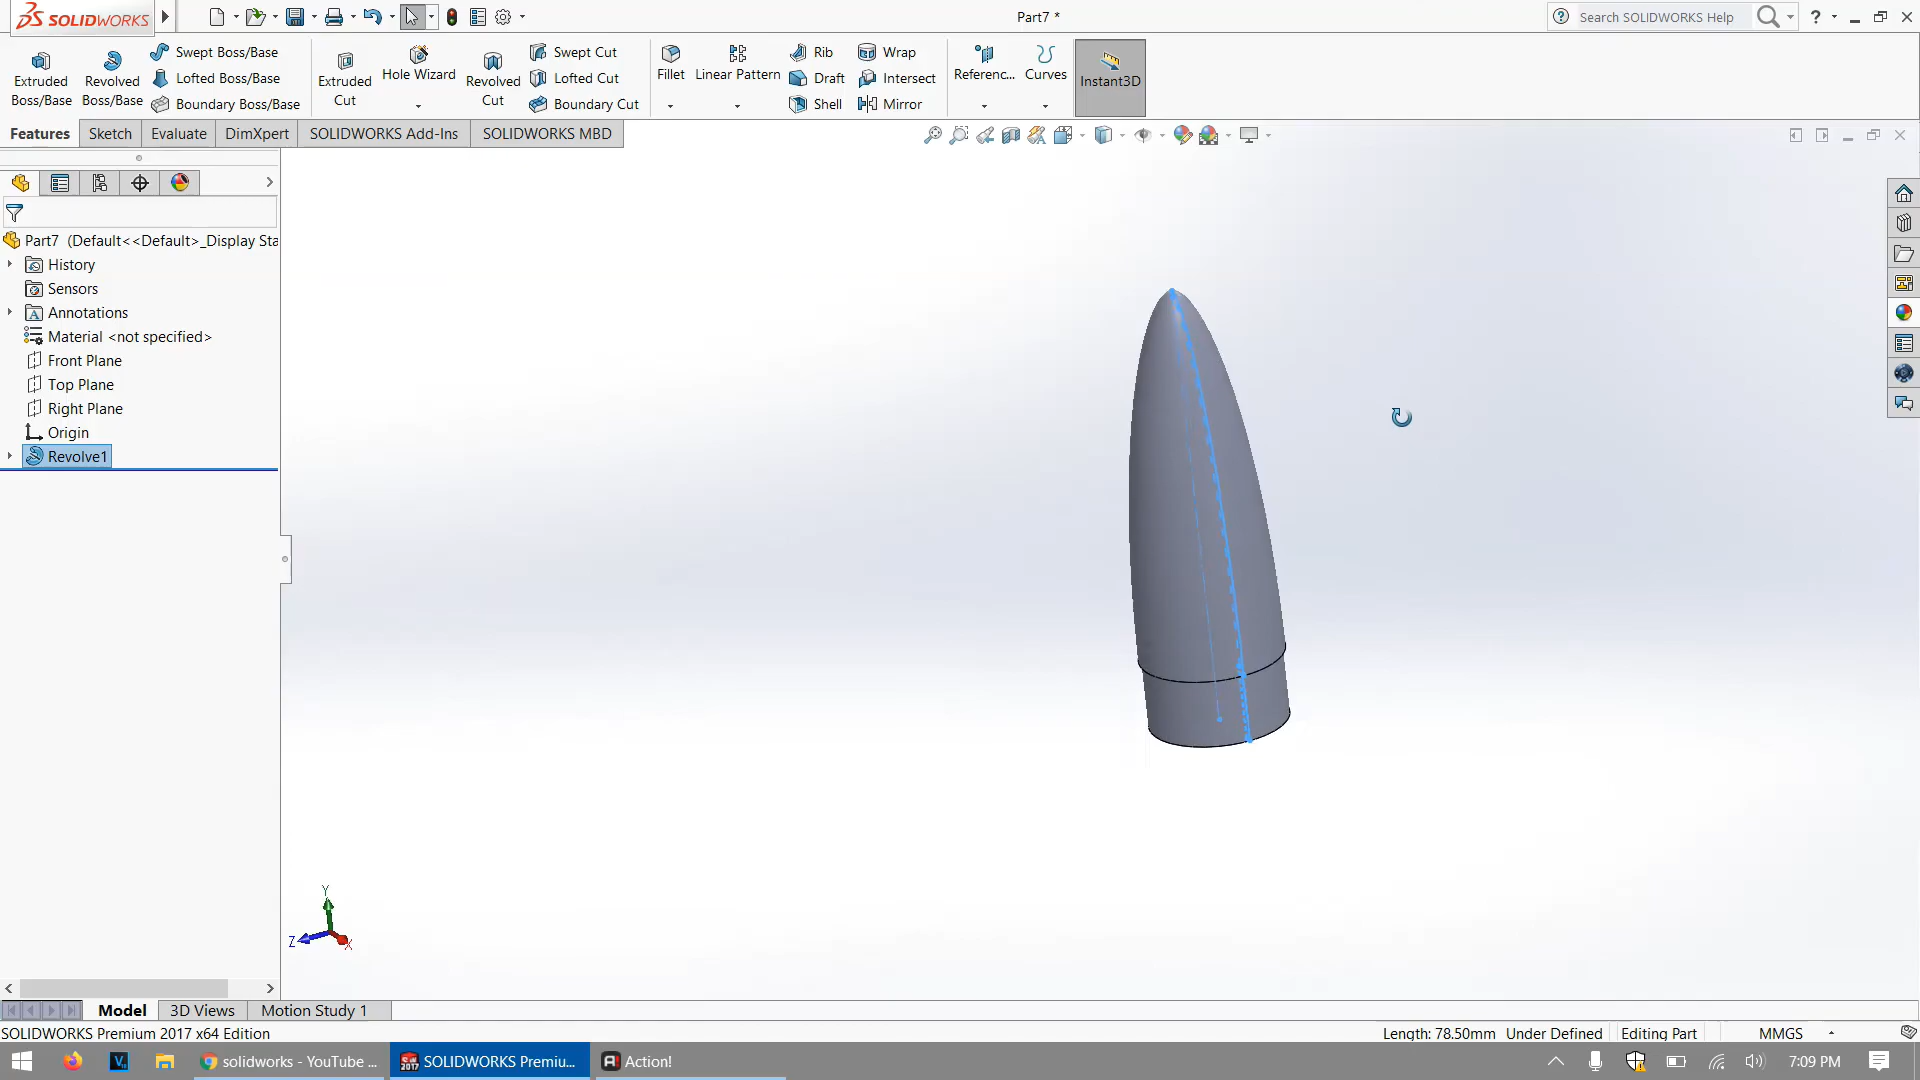 SOLIDWORKS
Part7 *
Search SOLIDWORKS Help
Extruded Boss/Base
Revolved Boss/Base
Swept Boss/Base
Lofted Boss/Base
Boundary Boss/Base
Extruded Cut
Hole Wizard
Revolved Cut
Swept Cut
Lofted Cut
Boundary Cut
Fillet
Linear Pattern
Rib
Draft
Shell
Wrap
Intersect
Mirror
Referenc...
Curves
Instant3D
Features
Sketch
Evaluate
DimXpert
SOLIDWORKS Add-Ins
SOLIDWORKS MBD
Part7 (Default<<Default>_Display Sta
History
Sensors
Annotations
Material <not specified>
Front Plane
Top Plane
Right Plane
Origin
Revolve1
Y
Z
X
Model
3D Views
Motion Study 1
SOLIDWORKS Premium 2017 x64 Edition
Length: 78.50mm
Under Defined
Editing Part
MMGS
solidworks - YouTube ...
SOLIDWORKS Premiu...
Action!
7:09 PM